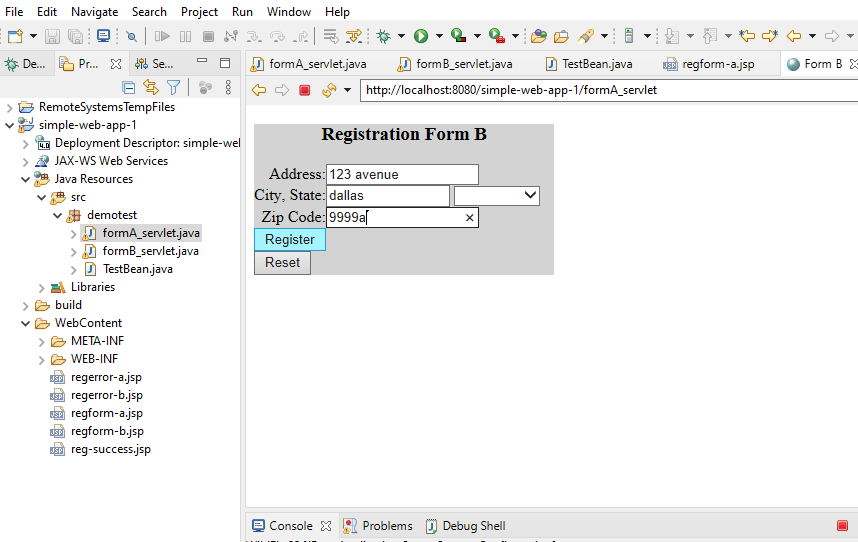 File Edit Navigate Search Project Run Window Help
De... Pr... Se...
formA_servlet.java formB_servlet.java TestBean.java regform-a.jsp Form B
http://localhost:8080/simple-web-app-1/formA_servlet
RemoteSystemsTempFiles
simple-web-app-1
Deployment Descriptor: simple-wel
JAX-WS Web Services
Java Resources
src
demotest
formA_servlet.java
formB_servlet.java
TestBean.java
Libraries
build
WebContent
META-INF
WEB-INF
regerror-a.jsp
regerror-b.jsp
regform-a.jsp
regform-b.jsp
reg-success.jsp
Registration Form B
Address: 123 avenue
City, State: dallas
Zip Code: 9999a
Register
Reset
Console Problems Debug Shell